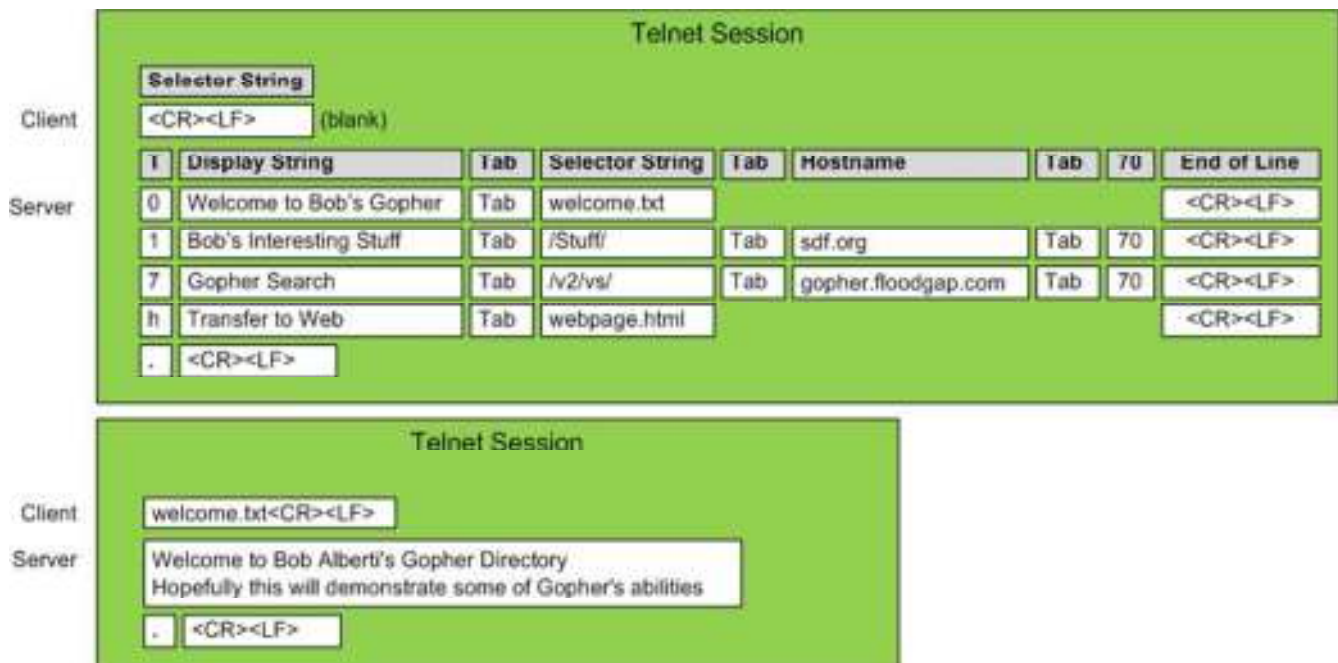 Telnet Session
Selector String
Client <CR><LF> (blank)
T Display String Tab Selector String Tab Hostname Tab 70 End of Line
Server 0 Welcome to Bob's Gopher Tab welcome.txt <CR><LF>
1 Bob's Interesting Stuff Tab /Stuff/ Tab sdf.org Tab 70 <CR><LF>
7 Gopher Search Tab /v2/vs/ Tab gopher.floodgap.com Tab 70 <CR><LF>
h Transfer to Web Tab webpage.html <CR><LF>
. <CR><LF>
Telnet Session
Client welcome.txt<CR><LF>
Server Welcome to Bob Alberti's Gopher Directory
Hopefully this will demonstrate some of Gopher's abilities
. <CR><LF>